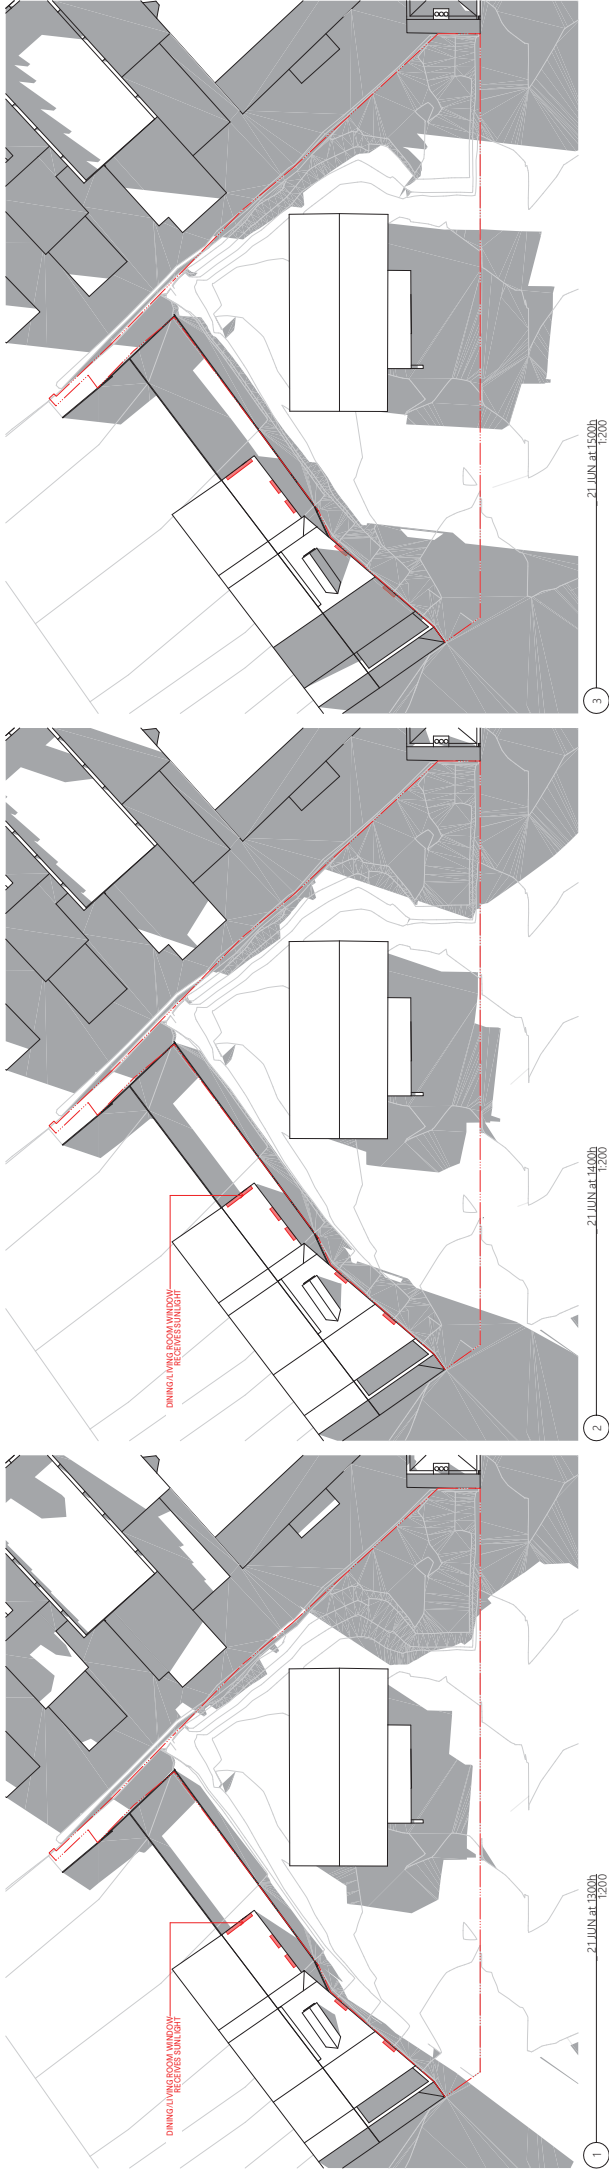 1
21 JUN at 1300h
1:200
DINING/LIVING ROOM WINDOW
RECEIVES SUNLIGHT
2
21 JUN at 1400h
1:200
DINING/LIVING ROOM WINDOW
RECEIVES SUNLIGHT
3
21 JUN at 1500h
1:200